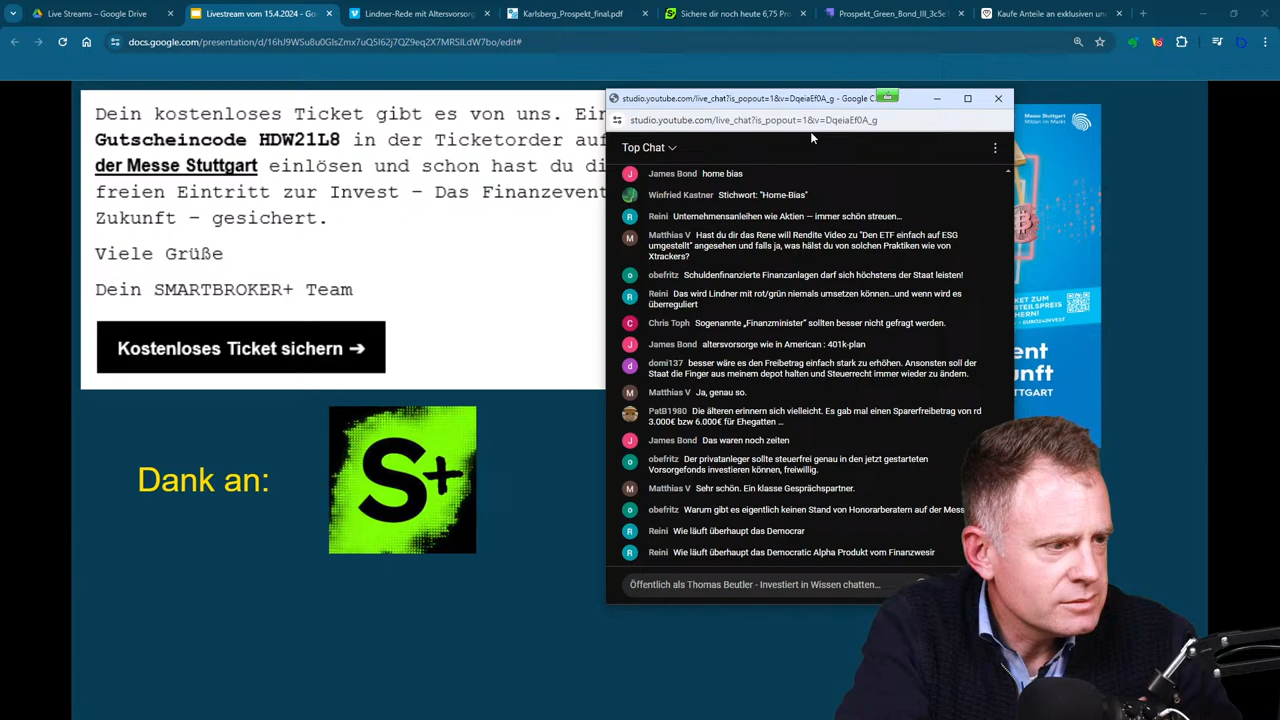 Live Streams – Google Drive
Livestream vom 15.4.2024 - Go
Lindner-Rede mit Altersvorsorg
Karlsberg_Prospekt_final.pdf
Sichere dir noch heute 6,75 Pro
Prospekt_Green_Bond_III_3c5e
Kaufe Anteile an exklusiven un
docs.google.com/presentation/d/16hJ9WSu8u0GlsZmx7uQ5I62j7QZ9eq2X7MRSlLdW7bo/edit#
Dein kostenloses Ticket gibt es von uns. Ein
Gutscheincode HDW21L8 in der Ticketorder auf
der Messe Stuttgart einlösen und schon hast du di
freien Eintritt zur Invest – Das Finanzevent
Zukunft – gesichert.
Viele Grüße
Dein SMARTBROKER+ Team
Kostenloses Ticket sichern ➔
Dank an:
S+
studio.youtube.com/live_chat?is_popout=1&v=DqeiaEf0A_g - Google C
studio.youtube.com/live_chat?is_popout=1&v=DqeiaEf0A_g
Top Chat
James Bond home bias
Winfried Kastner Stichwort: "Home-Bias"
Reini Unternehmensanleihen wie Aktien — immer schön streuen…
Matthias V Hast du dir das Rene will Rendite Video zu "Den ETF einfach auf ESG
umgestellt" angesehen und falls ja, was hälst du von solchen Praktiken wie von
Xtrackers?
obefritz Schuldenfinanzierte Finanzanlagen darf sich höchstens der Staat leisten!
Reini Das wird Lindner mit rot/grün niemals umsetzen können…und wenn wird es
überreguliert
Chris Toph Sogenannte „Finanzminister“ sollten besser nicht gefragt werden.
James Bond altersvorsorge wie in American : 401k-plan
domi137 besser wäre es den Freibetrag einfach stark zu erhöhen. Ansonsten soll der
Staat die Finger aus meinem depot halten und Steuerrecht immer wieder zu ändern.
Matthias V Ja, genau so.
PatB1980 Die älteren erinnern sich vielleicht. Es gab mal einen Sparerfreibetrag von rd
3.000€ bzw 6.000€ für Ehegatten …
James Bond Das waren noch zeiten
obefritz Der privatanleger sollte steuerfrei genau in den jetzt gestarteten
Vorsorgefonds investieren können, freiwillig.
Matthias V Sehr schön. Ein klasse Gesprächspartner.
obefritz Warum gibt es eigentlich keinen Stand von Honorarberatern auf der Mess
Reini Wie läuft überhaupt das Democrar
Reini Wie läuft überhaupt das Democratic Alpha Produkt vom Finanzwesir
Öffentlich als Thomas Beutler - Investiert in Wissen chatten…
Messe Stuttgart
Mitten im Markt
KET ZUM
RTEILSPREIS
HERN!
ent
kunft
TGART